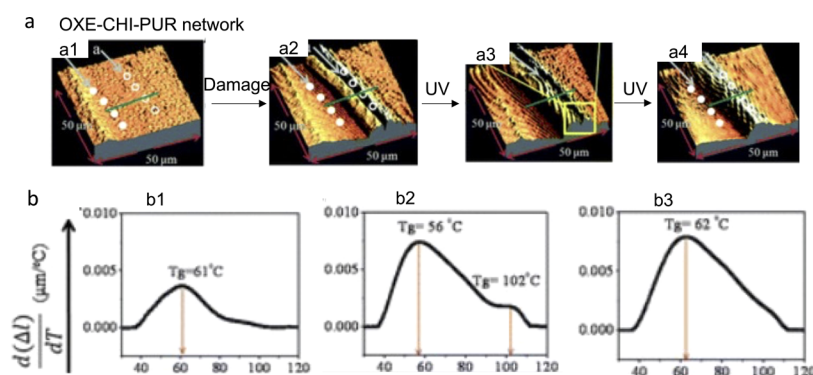 a
OXE-CHI-PUR network
a1
a
a2
a3
a4
Damage
UV
UV
50 µm
50 µm
50 µm
50 µm
50 µm
50 µm
50 µm
50 µm
b
b1
b2
b3
d(Δl)
dT
(µm/°C)
0.010
0.005
0.000
Tg=61°C
40 60 80 100 120
0.010
0.005
0.000
Tg= 56 °C
Tg= 102°C
40 60 80 100 120
0.010
0.005
0.000
Tg= 62 °C
40 60 80 100 120